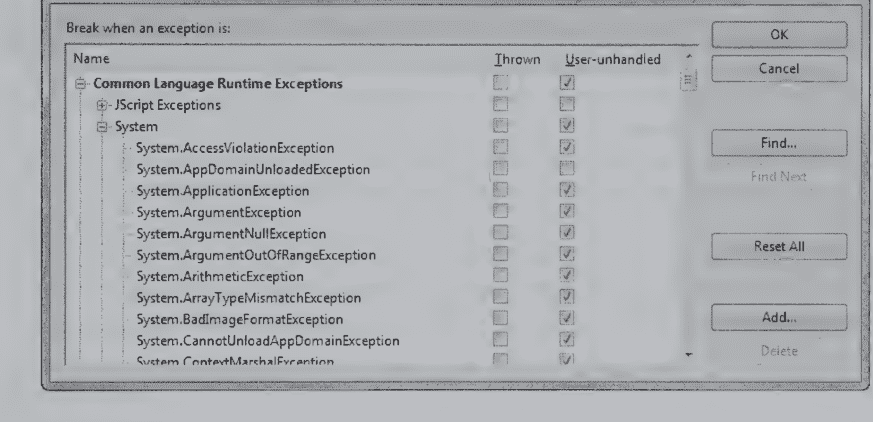 Break when an exception is:
OK
Name Thrown User-unhandled
Cancel
Common Language Runtime Exceptions
JScript Exceptions
System
System.AccessViolationException
Find...
System.AppDomainUnloadedException
Find Next
System.ApplicationException
System.ArgumentException
System.ArgumentNullException
Reset All
System.ArgumentOutOfRangeException
System.ArithmeticException
System.ArrayTypeMismatchException
System.BadImageFormatException
Add...
System.CannotUnloadAppDomainException
Delete
System.ContextMarshalException